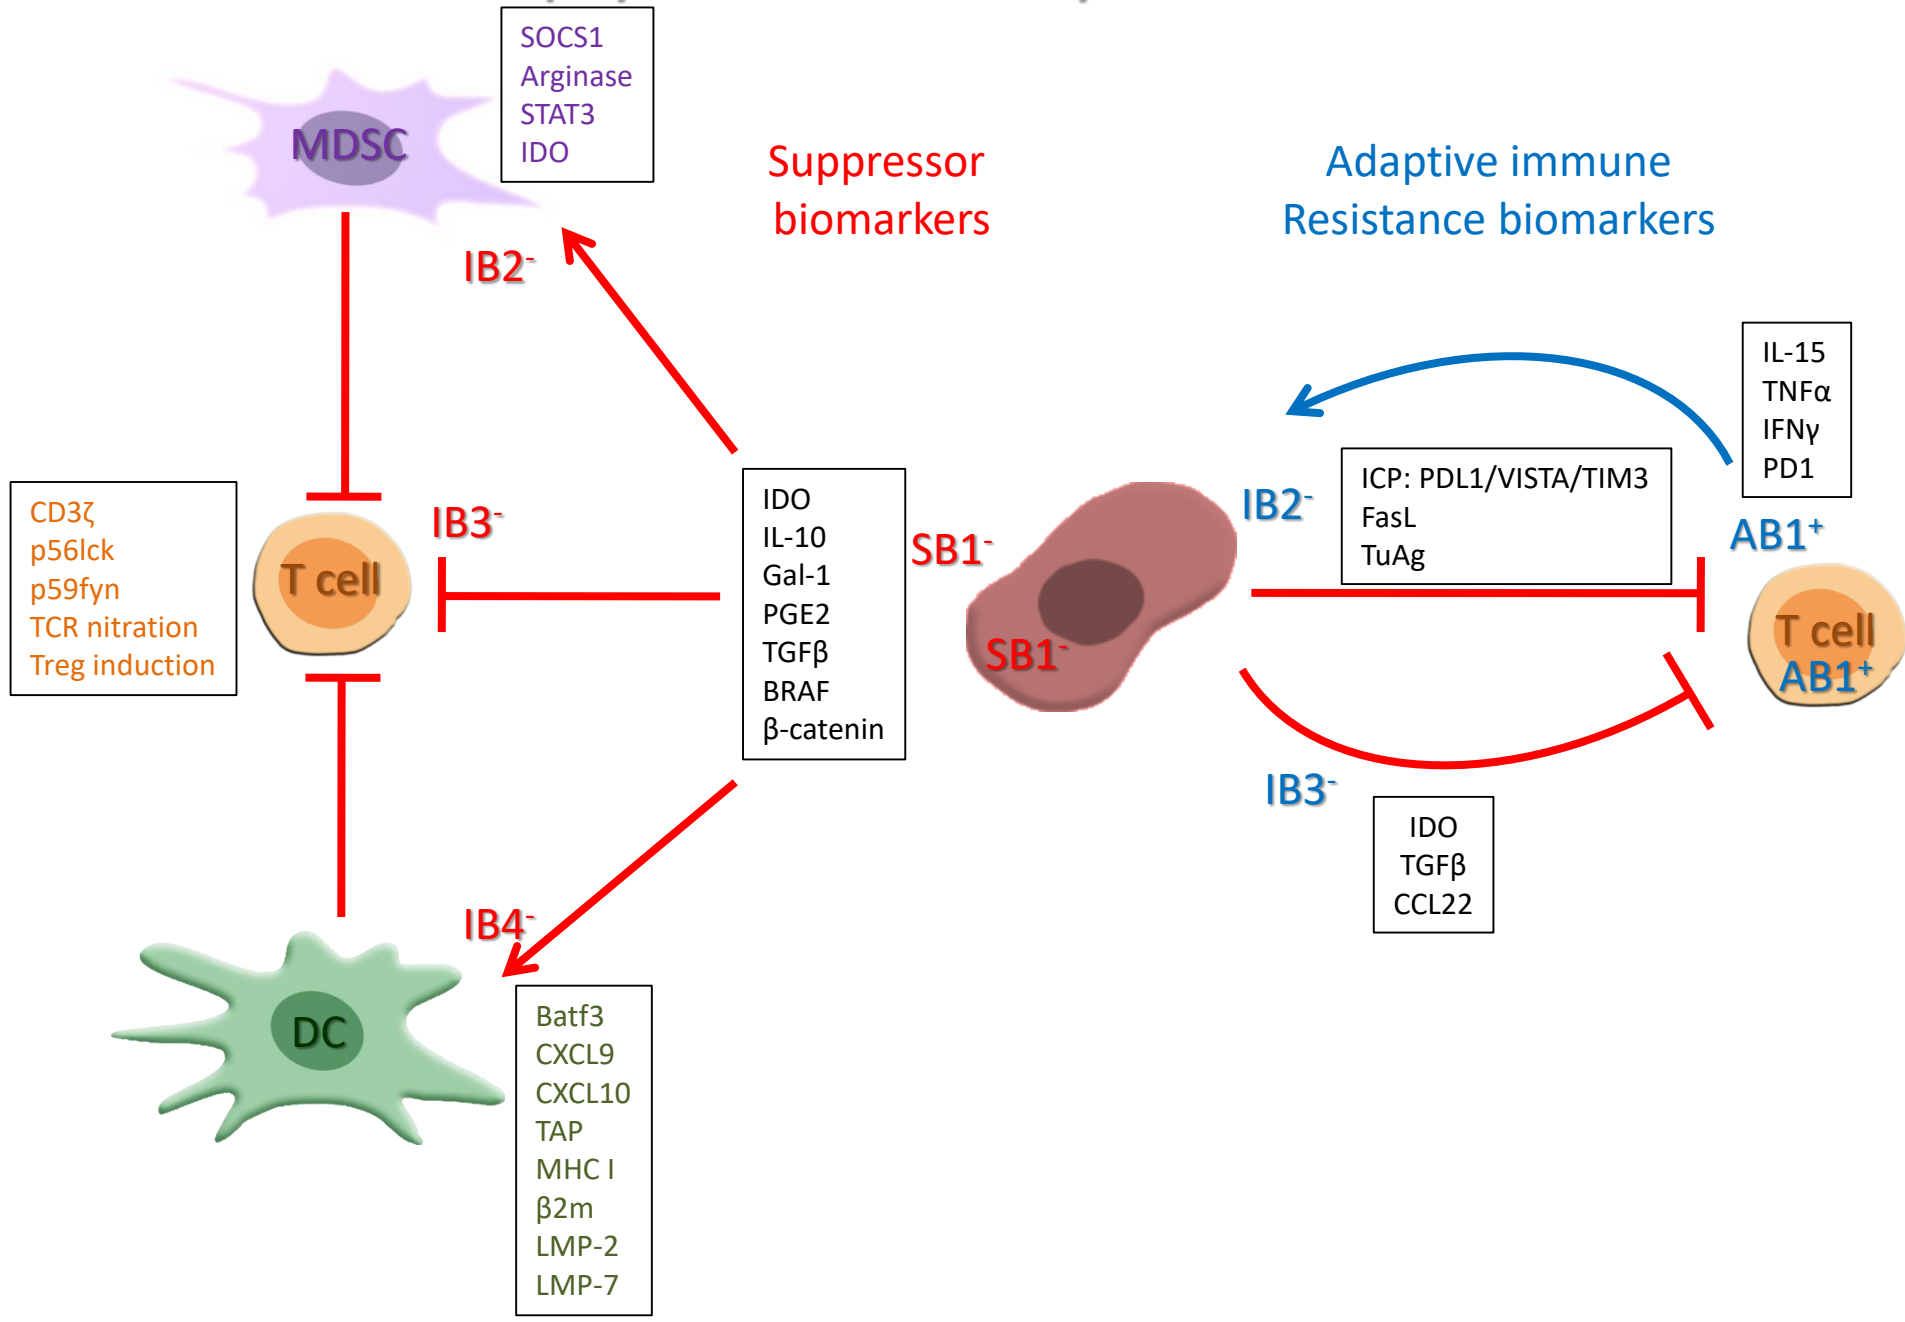 SOCS1
Arginase
STAT3
IDO
MDSC
Suppressor
biomarkers
Adaptive immune
Resistance biomarkers
IB2-
IL-15
TNFα
IFNγ
PD1
CD3ζ
p56lck
p59fyn
TCR nitration
Treg induction
T cell
IB3-
IDO
IL-10
Gal-1
PGE2
TGFβ
BRAF
β-catenin
SB1-
SB1-
IB2-
ICP: PDL1/VISTA/TIM3
FasL
TuAg
AB1+
T cell
AB1+
IB3-
IDO
TGFβ
CCL22
IB4-
DC
Batf3
CXCL9
CXCL10
TAP
MHC I
β2m
LMP-2
LMP-7